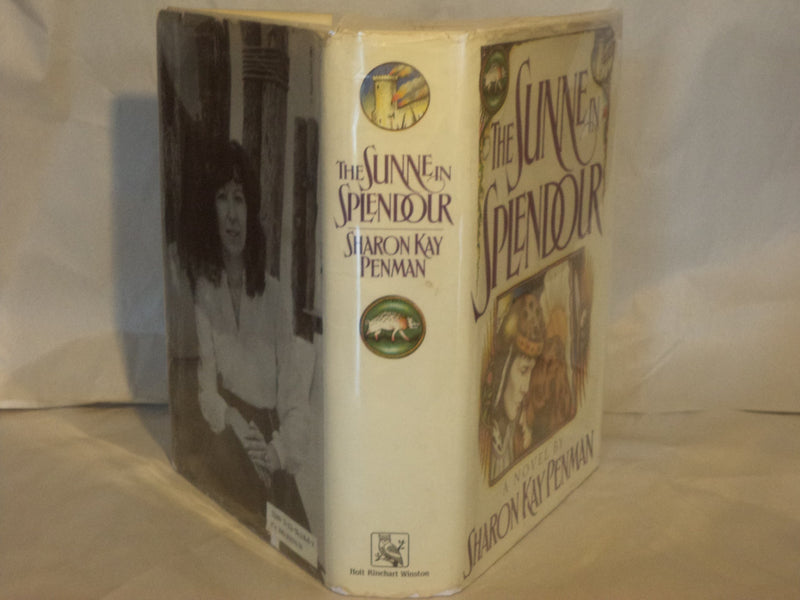 THE SUNNE IN
SPLENDOUR
SHARON KAY
PENMAN
Holt Rinehart Winston
THE SUNNE IN
SPLENDOUR
A NOVEL BY
SHARON KAY PENMAN